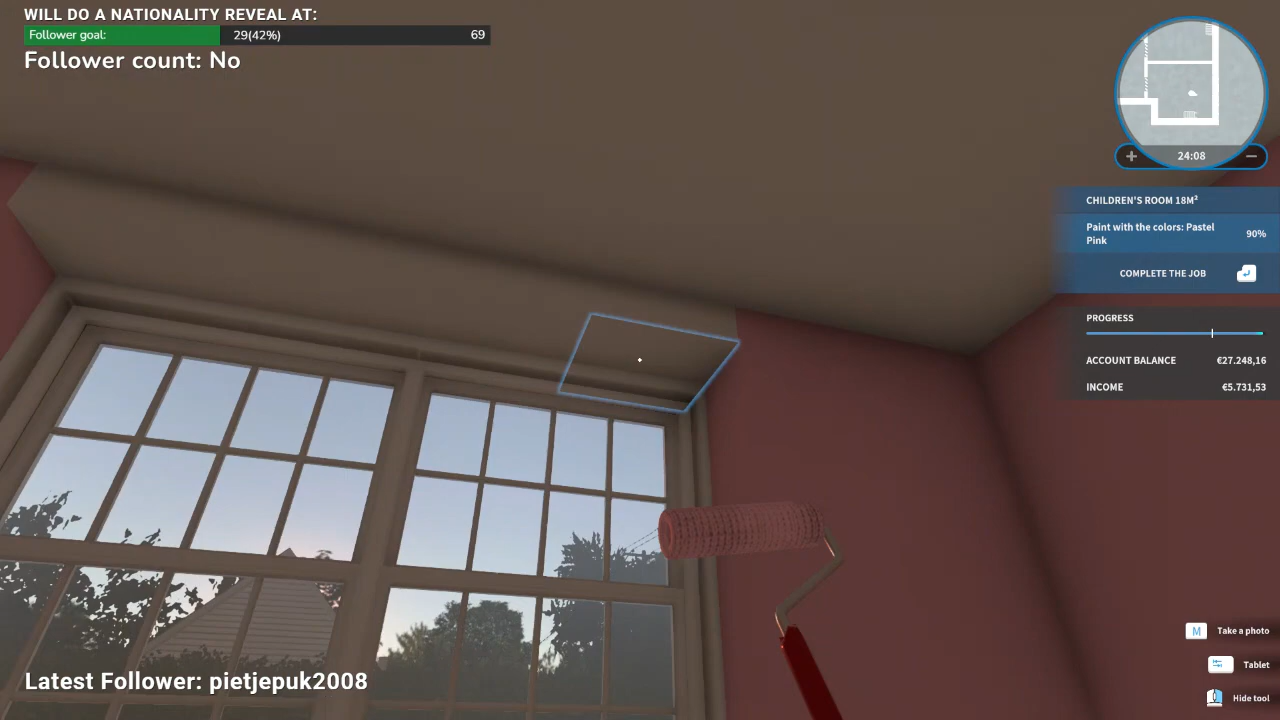 WILL DO A NATIONALITY REVEAL AT:
Follower goal: 29(42%) 69
Follower count: No
24:08
CHILDREN'S ROOM 18M²
Paint with the colors: Pastel
Pink
90%
COMPLETE THE JOB
PROGRESS
ACCOUNT BALANCE €27.248,16
INCOME €5.731,53
M Take a photo
Tablet
Hide tool
Latest Follower: pietjepuk2008